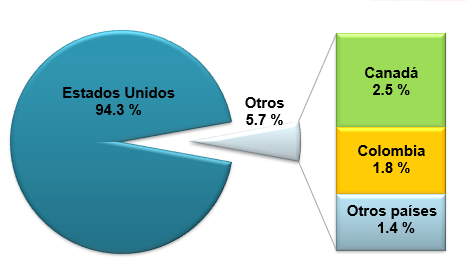 Estados Unidos
94.3 %
Otros
5.7 %
Canadá
2.5 %
Colombia
1.8 %
Otros países
1.4 %